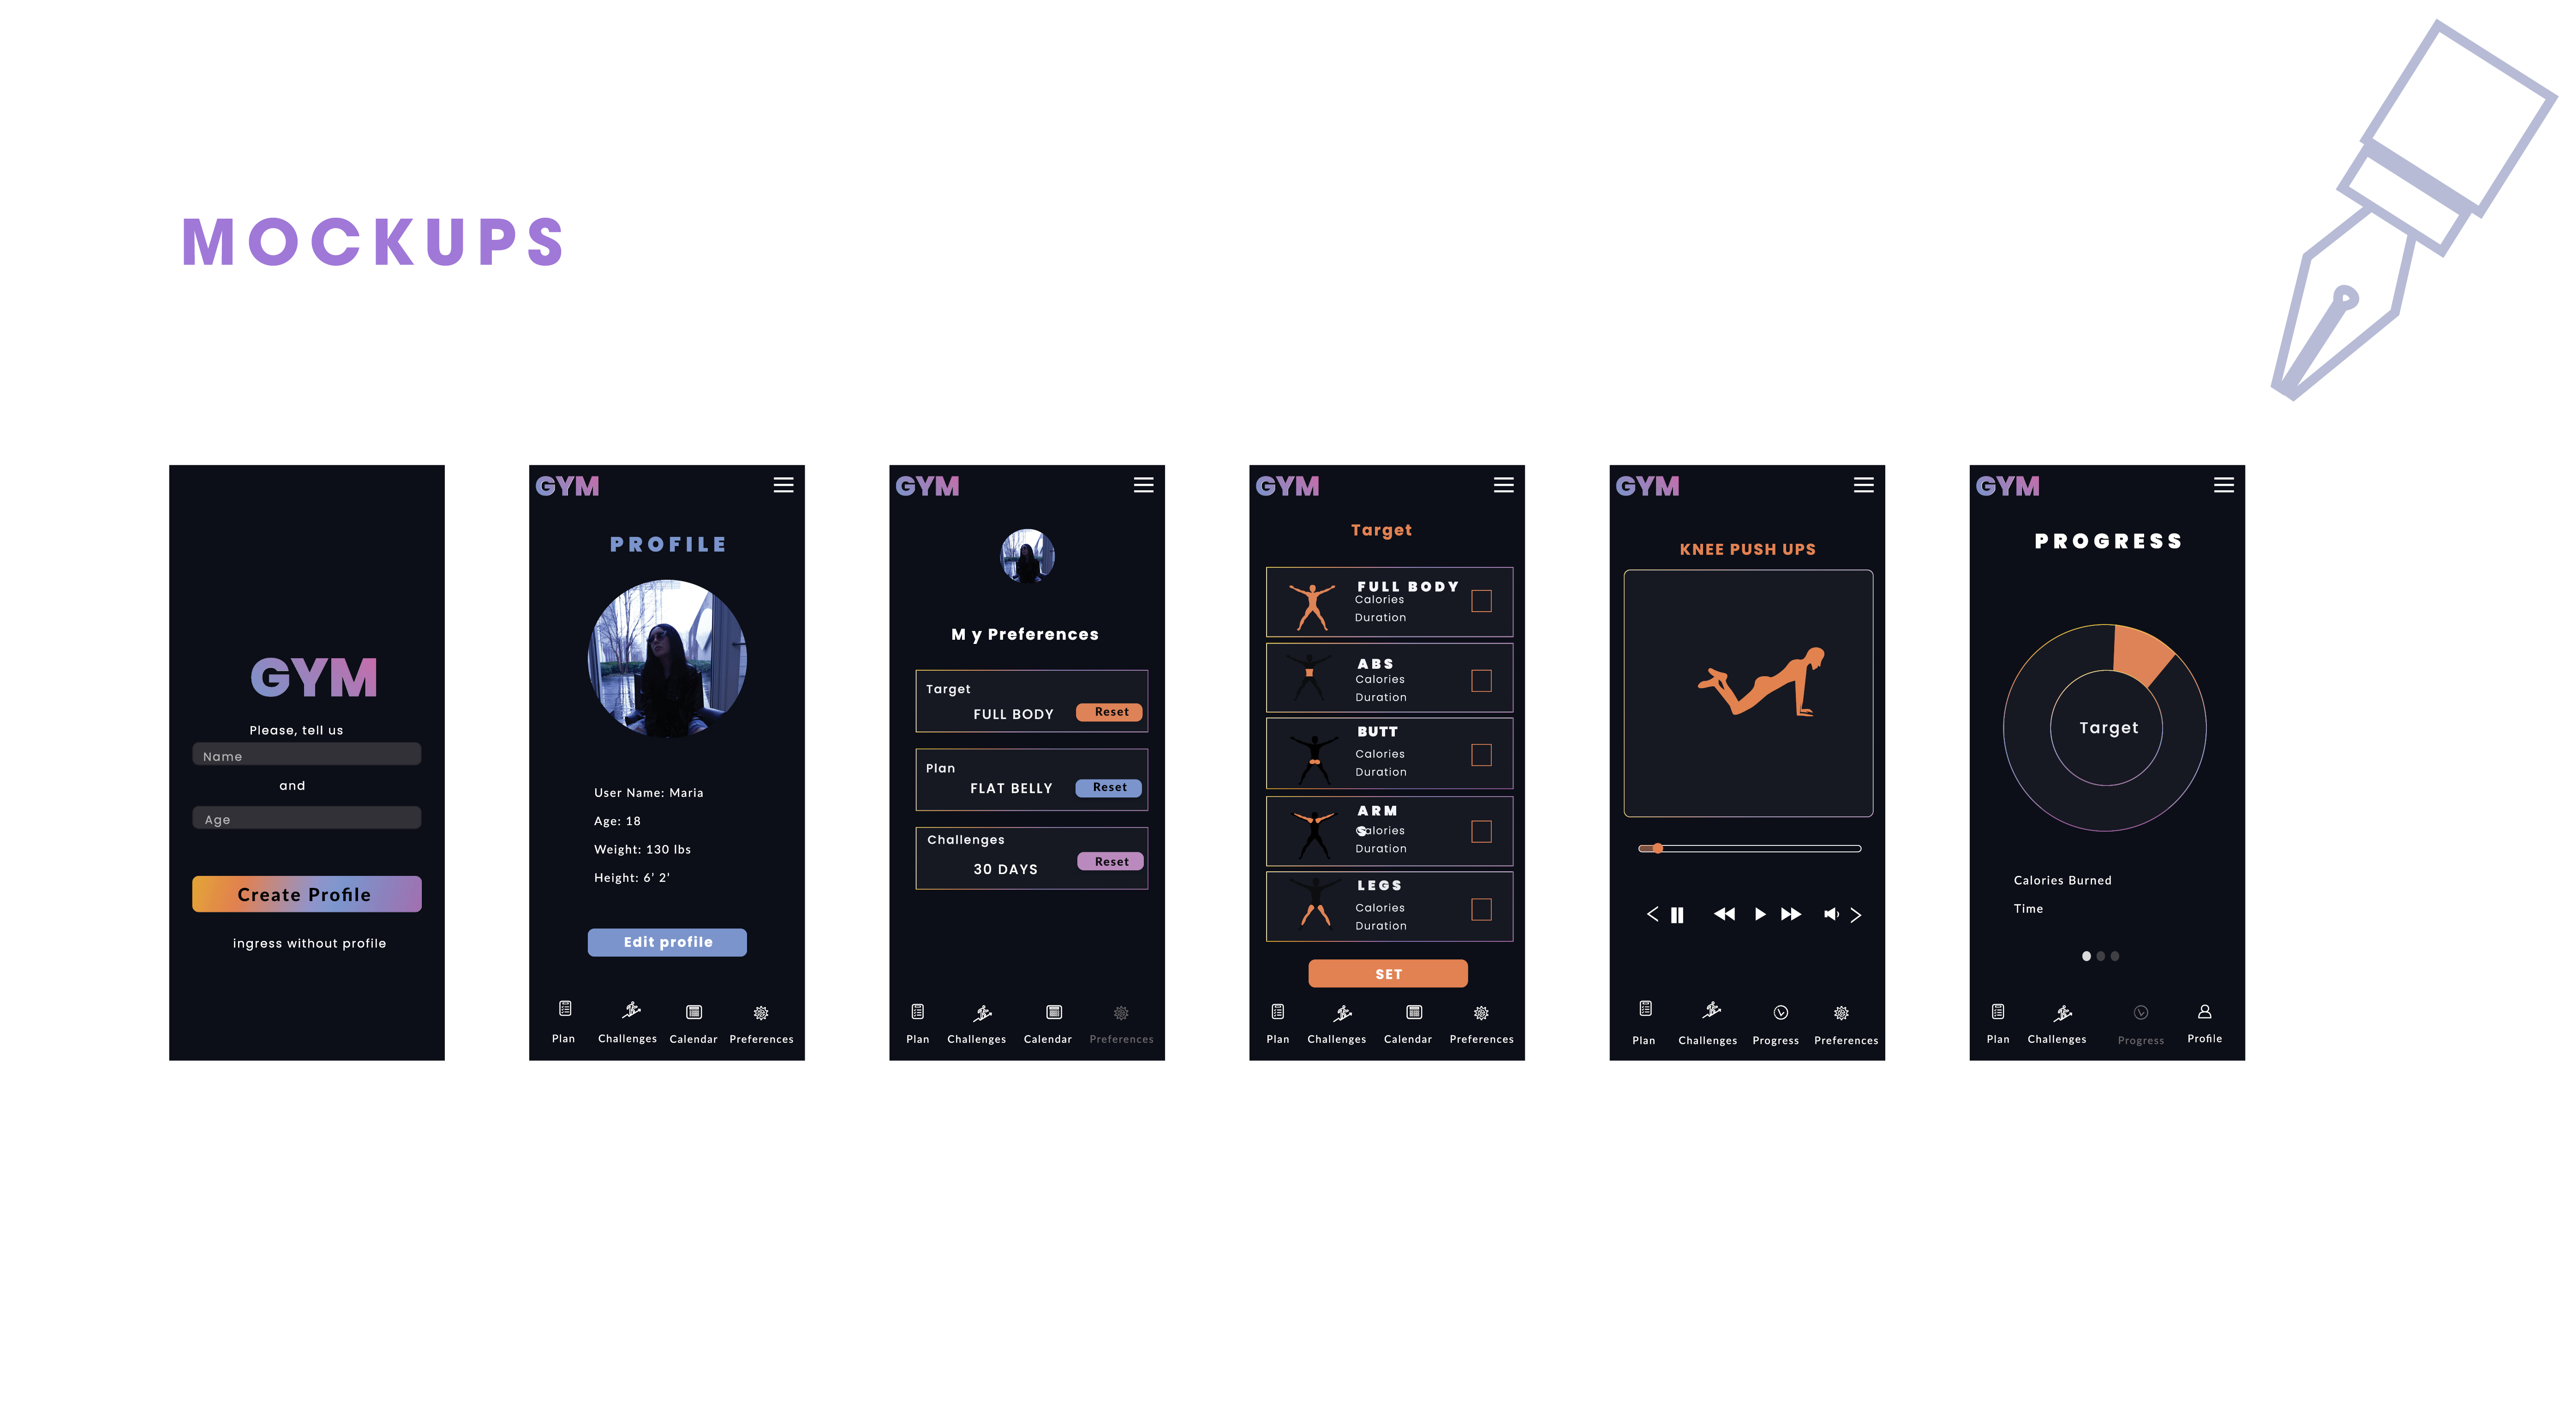 MOCKUPS
GYM
Please, tell us
Name
and
Age
Create Profile
ingress without profile
GYM
PROFILE
User Name: Maria
Age: 18
Weight: 130 lbs
Height: 6’ 2’
Edit profile
Plan Challenges Calendar Preferences
GYM
M y Preferences
Target
FULL BODY Reset
Plan
FLAT BELLY Reset
Challenges
30 DAYS Reset
Plan Challenges Calendar Preferences
GYM
Target
FULL BODY
Calories
Duration
ABS
Calories
Duration
BUTT
Calories
Duration
ARM
S
Calories
Duration
LEGS
Calories
Duration
SET
Plan Challenges Calendar Preferences
GYM
KNEE PUSH UPS
Plan Challenges Progress Preferences
GYM
PROGRESS
Target
Calories Burned
Time
Plan Challenges Progress Profile